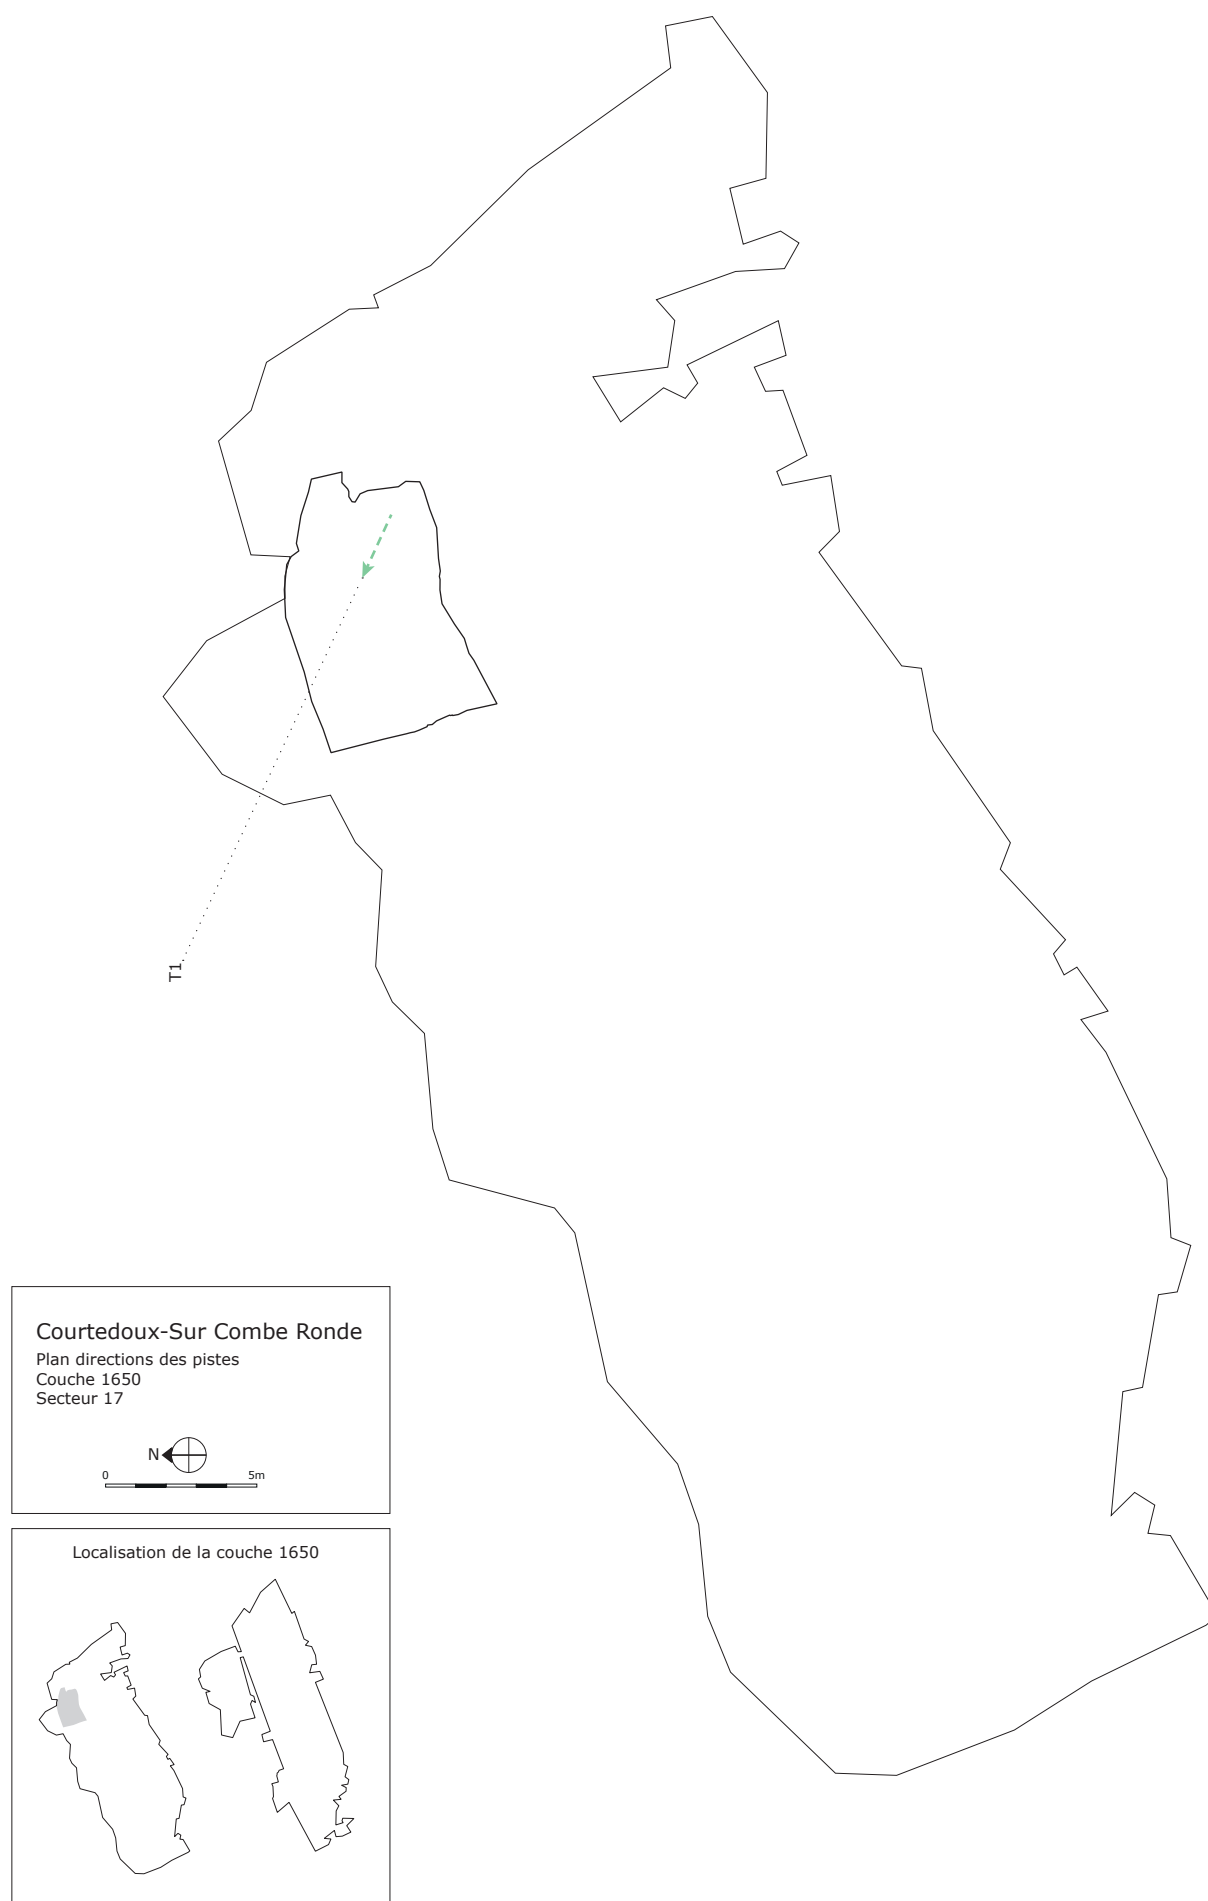 T1
Courtedoux-Sur Combe Ronde
Plan directions des pistes
Couche 1650
Secteur 17
N
0 5m
Localisation de la couche 1650